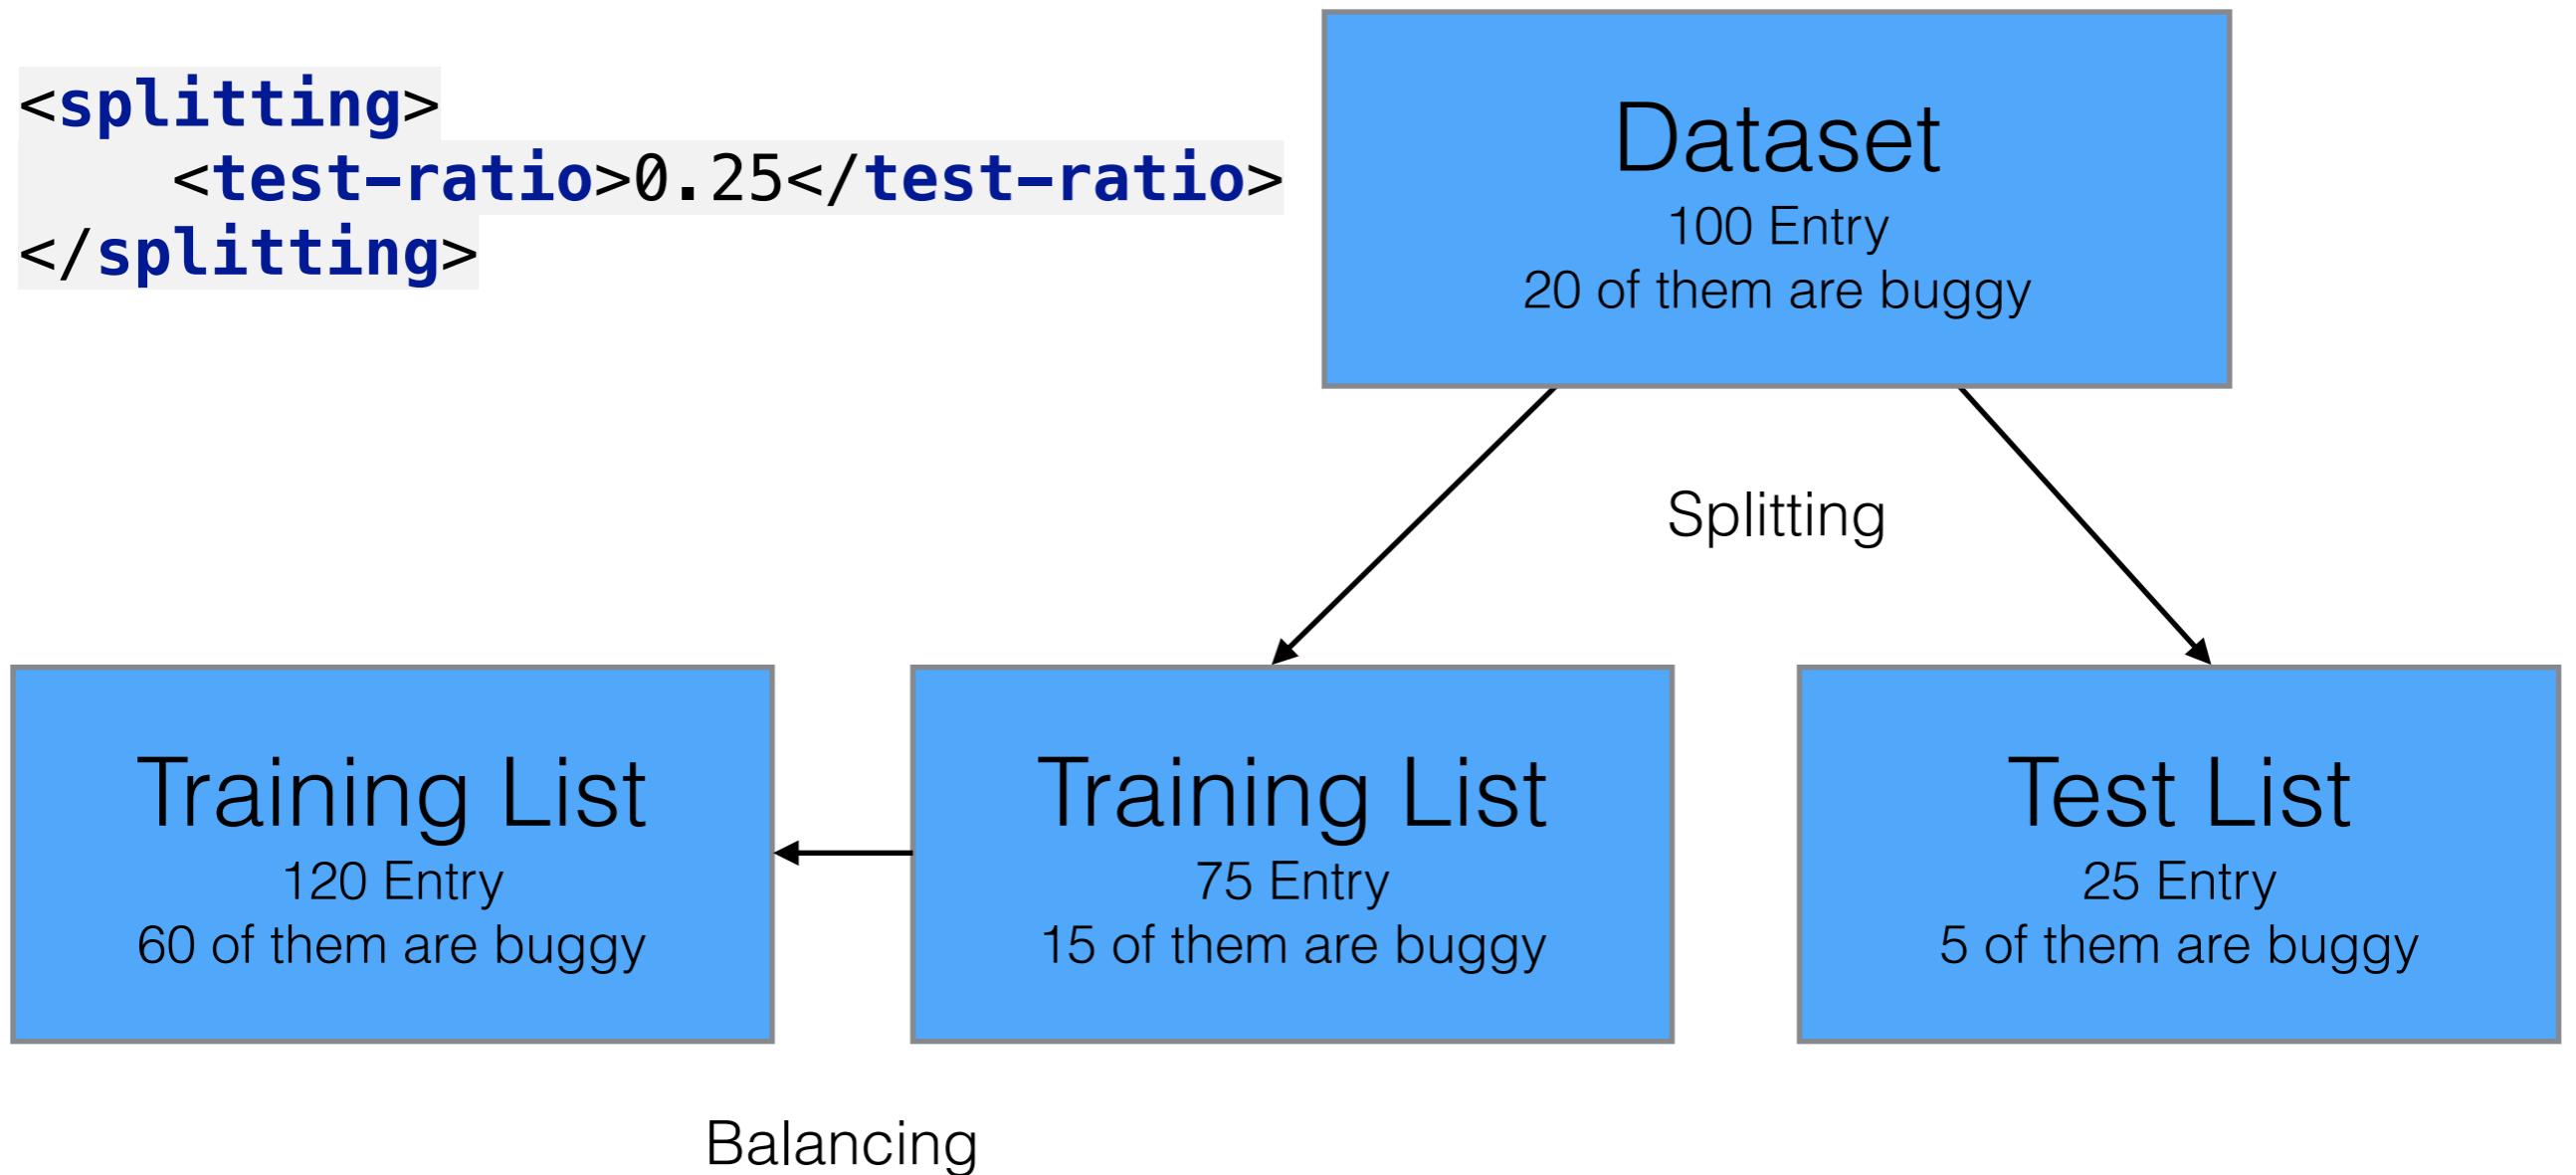 <splitting>
    <test-ratio>0.25</test-ratio>
</splitting>
Dataset
100 Entry
20 of them are buggy
Splitting
Training List
120 Entry
60 of them are buggy
Training List
75 Entry
15 of them are buggy
Test List
25 Entry
5 of them are buggy
Balancing